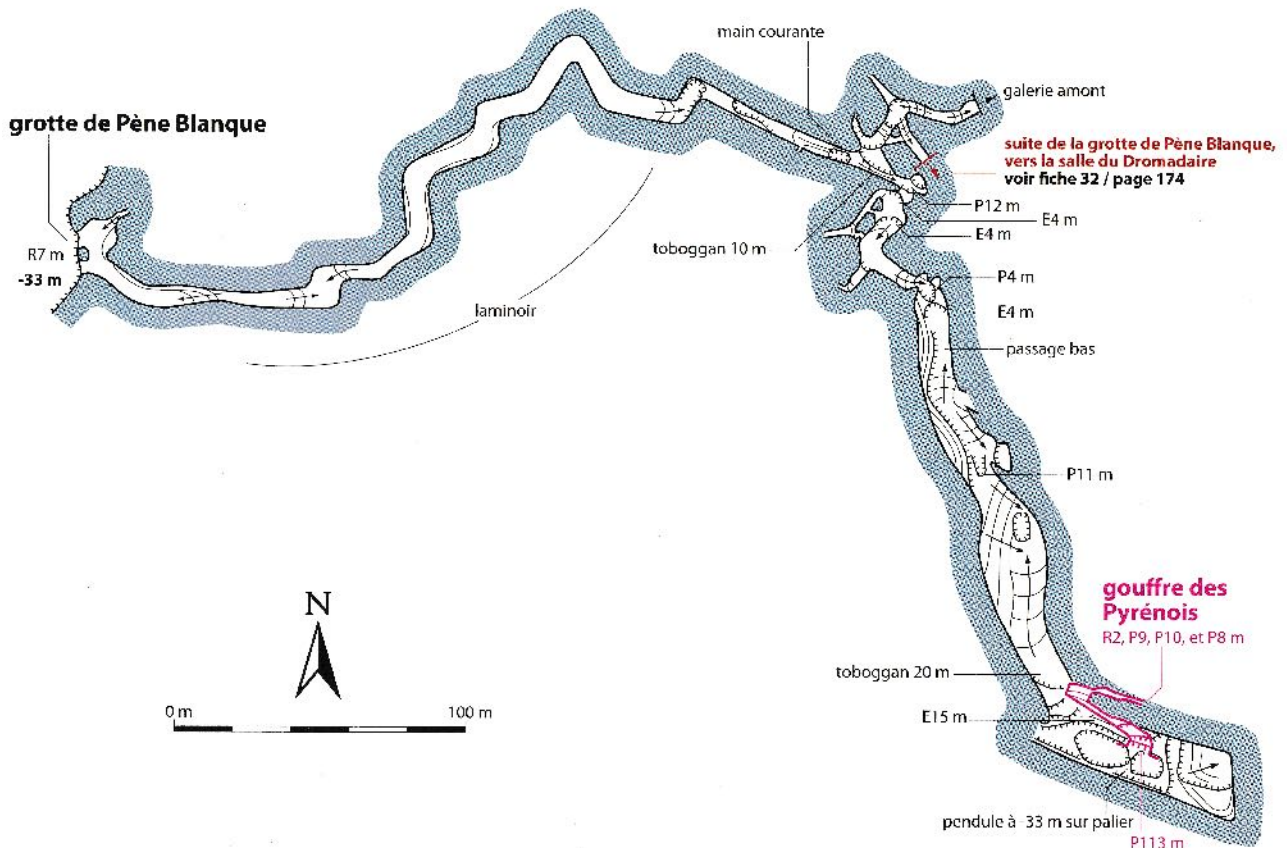 main courante
galerie amont
grotte de Pène Blanque
suite de la grotte de Pène Blanque,
vers la salle du Dromadaire
voir fiche 32 / page 174
P12 m
E4 m
E4 m
R7 m
-33 m
toboggan 10 m
P4 m
E4 m
laminoir
passage bas
P11 m
N
gouffre des
Pyrénois
R2, P9, P10, et P8 m
toboggan 20 m
0 m
100 m
E15 m
pendule à -33 m sur palier
P113 m